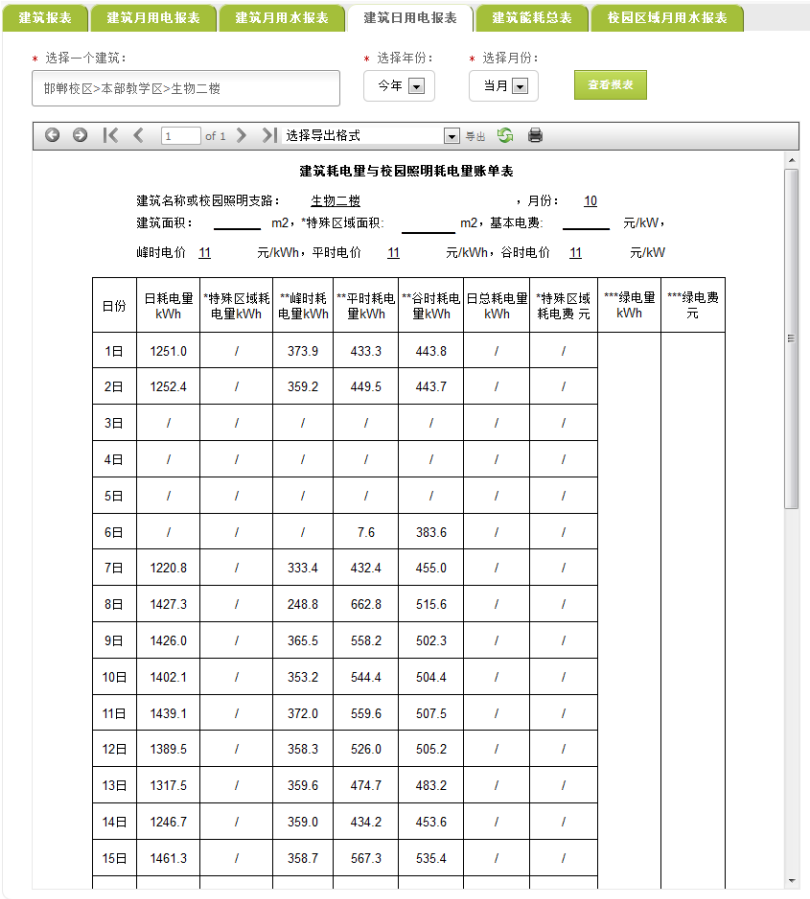 建筑报表 建筑月用电报表 建筑月用水报表 建筑日用电报表 建筑能耗总表 校园区域月用水报表
* 选择一个建筑: * 选择年份: * 选择月份:
邯郸校区>本部教学区>生物二楼 今年 当月 查看报表
1 of 1 选择导出格式 导出
建筑耗电量与校园照明耗电量账单表
建筑名称或校园照明支路: 生物二楼 ,月份: 10
建筑面积: m2,*特殊区域面积: m2,基本电费: 元/kW,
峰时电价 11 元/kWh,平时电价 11 元/kWh,谷时电价 11 元/kW
日份 日耗电量kWh *特殊区域耗电量kWh **峰时耗电量kWh **平时耗电量kWh **谷时耗电量kWh 日总耗电量kWh *特殊区域耗电费 元 ***绿电量kWh ***绿电费元
1日 1251.0 / 373.9 433.3 443.8 / /
2日 1252.4 / 359.2 449.5 443.7 / /
3日 / / / / / / /
4日 / / / / / / /
5日 / / / / / / /
6日 / / / 7.6 383.6 / /
7日 1220.8 / 333.4 432.4 455.0 / /
8日 1427.3 / 248.8 662.8 515.6 / /
9日 1426.0 / 365.5 558.2 502.3 / /
10日 1402.1 / 353.2 544.4 504.4 / /
11日 1439.1 / 372.0 559.6 507.5 / /
12日 1389.5 / 358.3 526.0 505.2 / /
13日 1317.5 / 359.6 474.7 483.2 / /
14日 1246.7 / 359.0 434.2 453.6 / /
15日 1461.3 / 358.7 567.3 535.4 / /